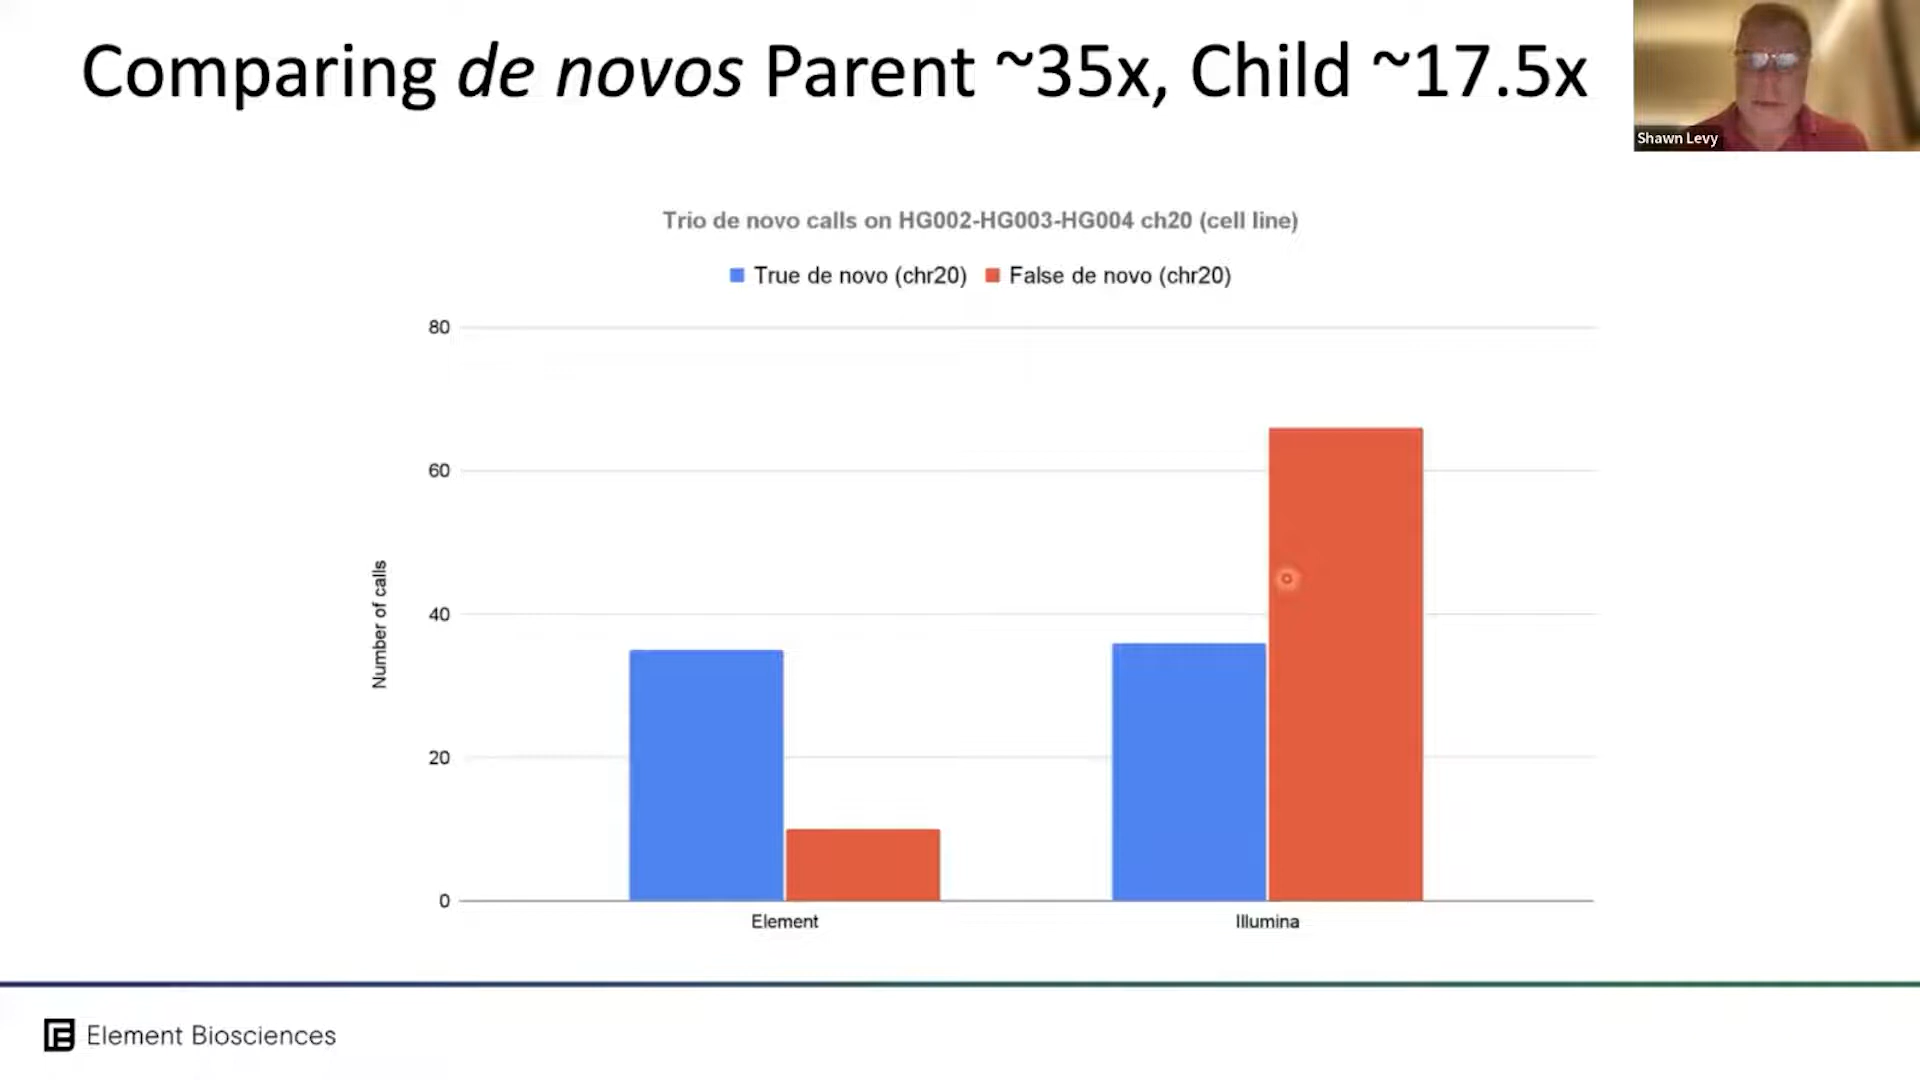 Comparing de novos Parent ~35x, Child ~17.5x
Shawn Levy
Trio de novo calls on HG002-HG003-HG004 ch20 (cell line)
True de novo (chr20) False de novo (chr20)
80
60
40
20
0
Number of calls
Element Illumina
Element Biosciences